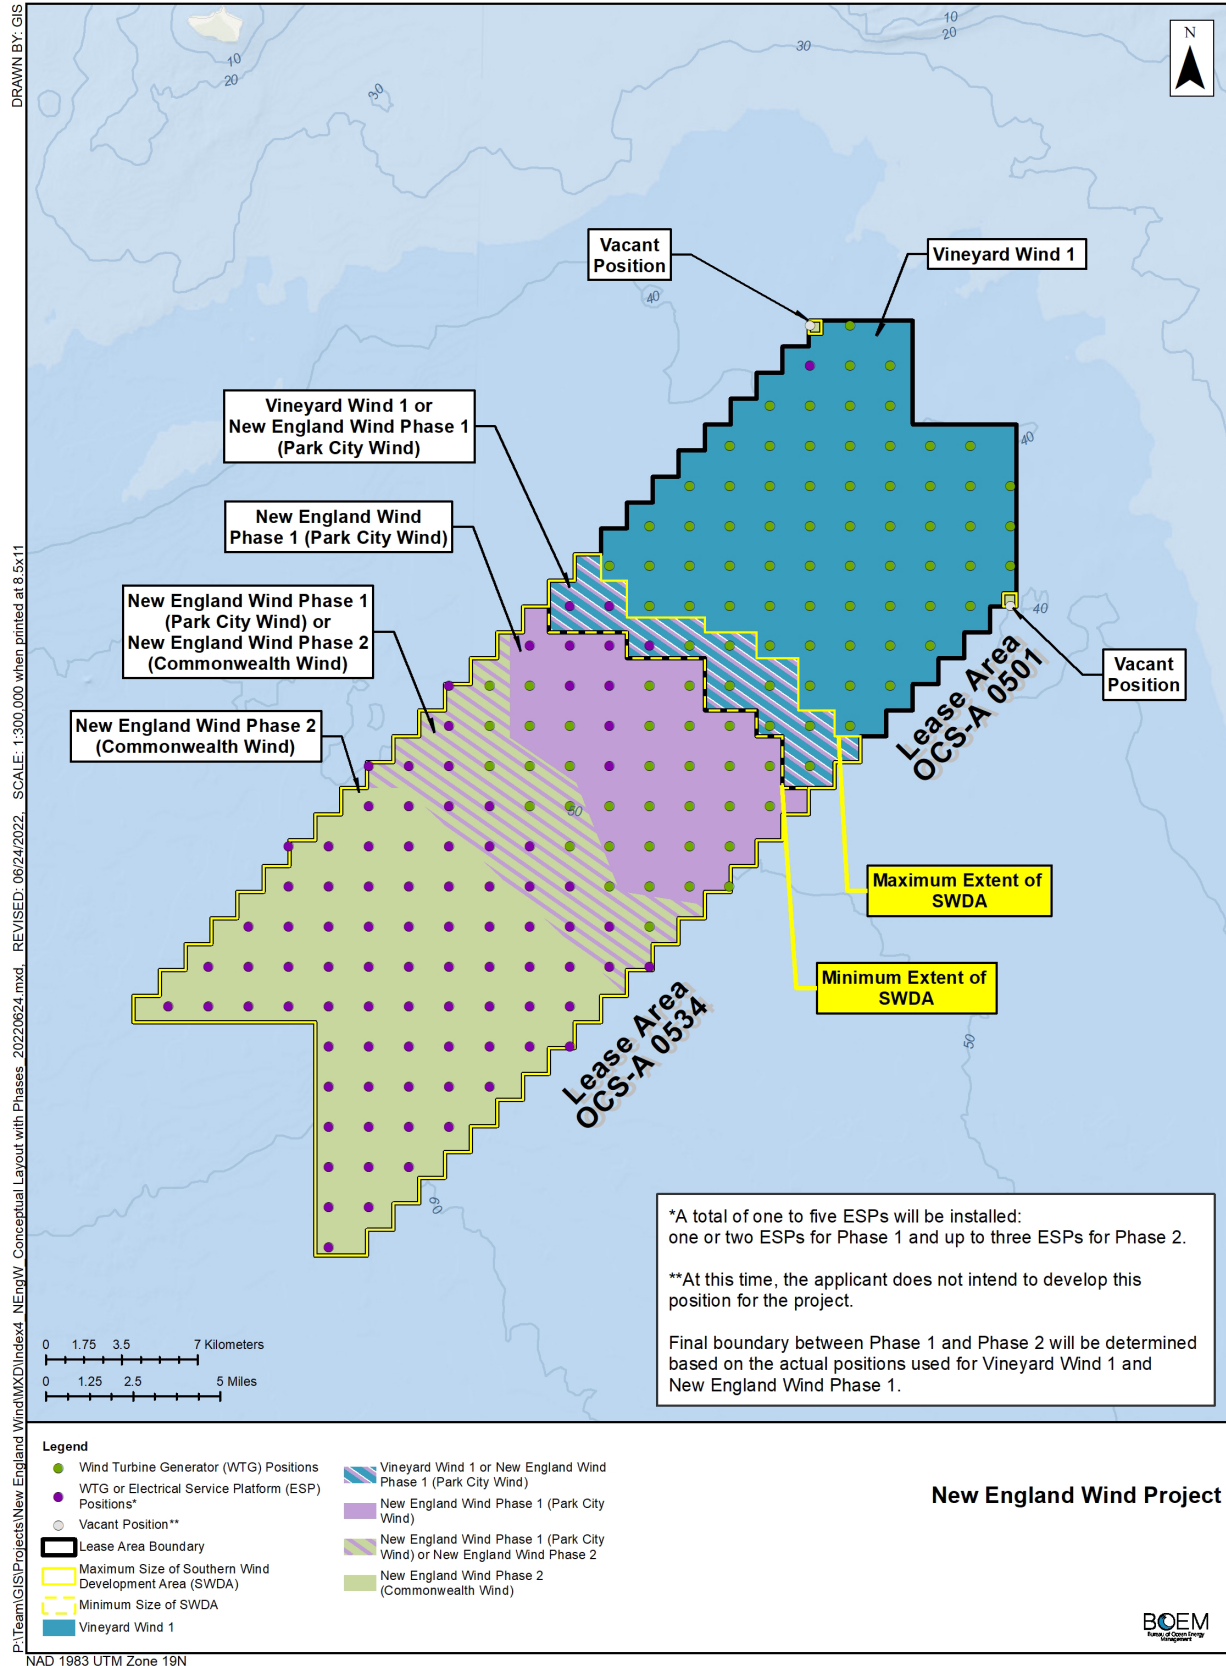 DRAWN BY: GIS
P:\Team\GIS\Projects\New England Wind\MXD\Index4_NEngW_Conceptual Layout with Phases_20220624.mxd, REVISED: 06/24/2022, SCALE: 1:300,000 when printed at 8.5x11
N
10
20
30
10
20
30
40
Vacant
Position
Vineyard Wind 1
Vineyard Wind 1 or
New England Wind Phase 1
(Park City Wind)
40
New England Wind
Phase 1 (Park City Wind)
New England Wind Phase 1
(Park City Wind) or
New England Wind Phase 2
(Commonwealth Wind)
40
Lease Area
OCS-A 0501
Vacant
Position
New England Wind Phase 2
(Commonwealth Wind)
50
Maximum Extent of
SWDA
Minimum Extent of
SWDA
Lease Area
OCS-A 0534
50
60
*A total of one to five ESPs will be installed:
one or two ESPs for Phase 1 and up to three ESPs for Phase 2.
**At this time, the applicant does not intend to develop this
position for the project.
Final boundary between Phase 1 and Phase 2 will be determined
based on the actual positions used for Vineyard Wind 1 and
New England Wind Phase 1.
0 1.75 3.5 7 Kilometers
0 1.25 2.5 5 Miles
Legend
Wind Turbine Generator (WTG) Positions
WTG or Electrical Service Platform (ESP)
Positions*
Vacant Position**
Lease Area Boundary
Maximum Size of Southern Wind
Development Area (SWDA)
Minimum Size of SWDA
Vineyard Wind 1
Vineyard Wind 1 or New England Wind
Phase 1 (Park City Wind)
New England Wind Phase 1 (Park City
Wind)
New England Wind Phase 1 (Park City
Wind) or New England Wind Phase 2
New England Wind Phase 2
(Commonwealth Wind)
New England Wind Project
BOEM
Bureau of Ocean Energy
Management
NAD 1983 UTM Zone 19N